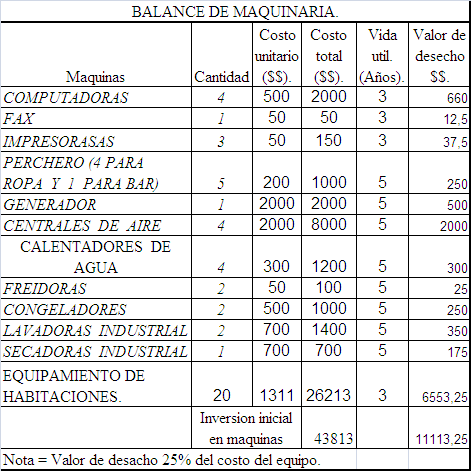 BALANCE DE MAQUINARIA.
Maquinas Cantidad Costo unitario ($$). Costo total ($$). Vida util. (Años). Valor de desecho $$.
COMPUTADORAS 4 500 2000 3 660
FAX 1 50 50 3 12,5
IMPRESORASAS 3 50 150 3 37,5
PERCHERO (4 PARA
ROPA Y 1 PARA BAR) 5 200 1000 5 250
GENERADOR 1 2000 2000 5 500
CENTRALES DE AIRE 4 2000 8000 5 2000
CALENTADORES DE
AGUA 4 300 1200 5 300
FREIDORAS 2 50 100 5 25
CONGELADORES 2 500 1000 5 250
LAVADORAS INDUSTRIAL 2 700 1400 5 350
SECADORAS INDUSTRIAL 1 700 700 5 175
EQUIPAMIENTO DE
HABITACIONES. 20 1311 26213 3 6553,25
Inversion inicial
en maquinas 43813 11113,25
Nota = Valor de desacho 25% del costo del equipo.